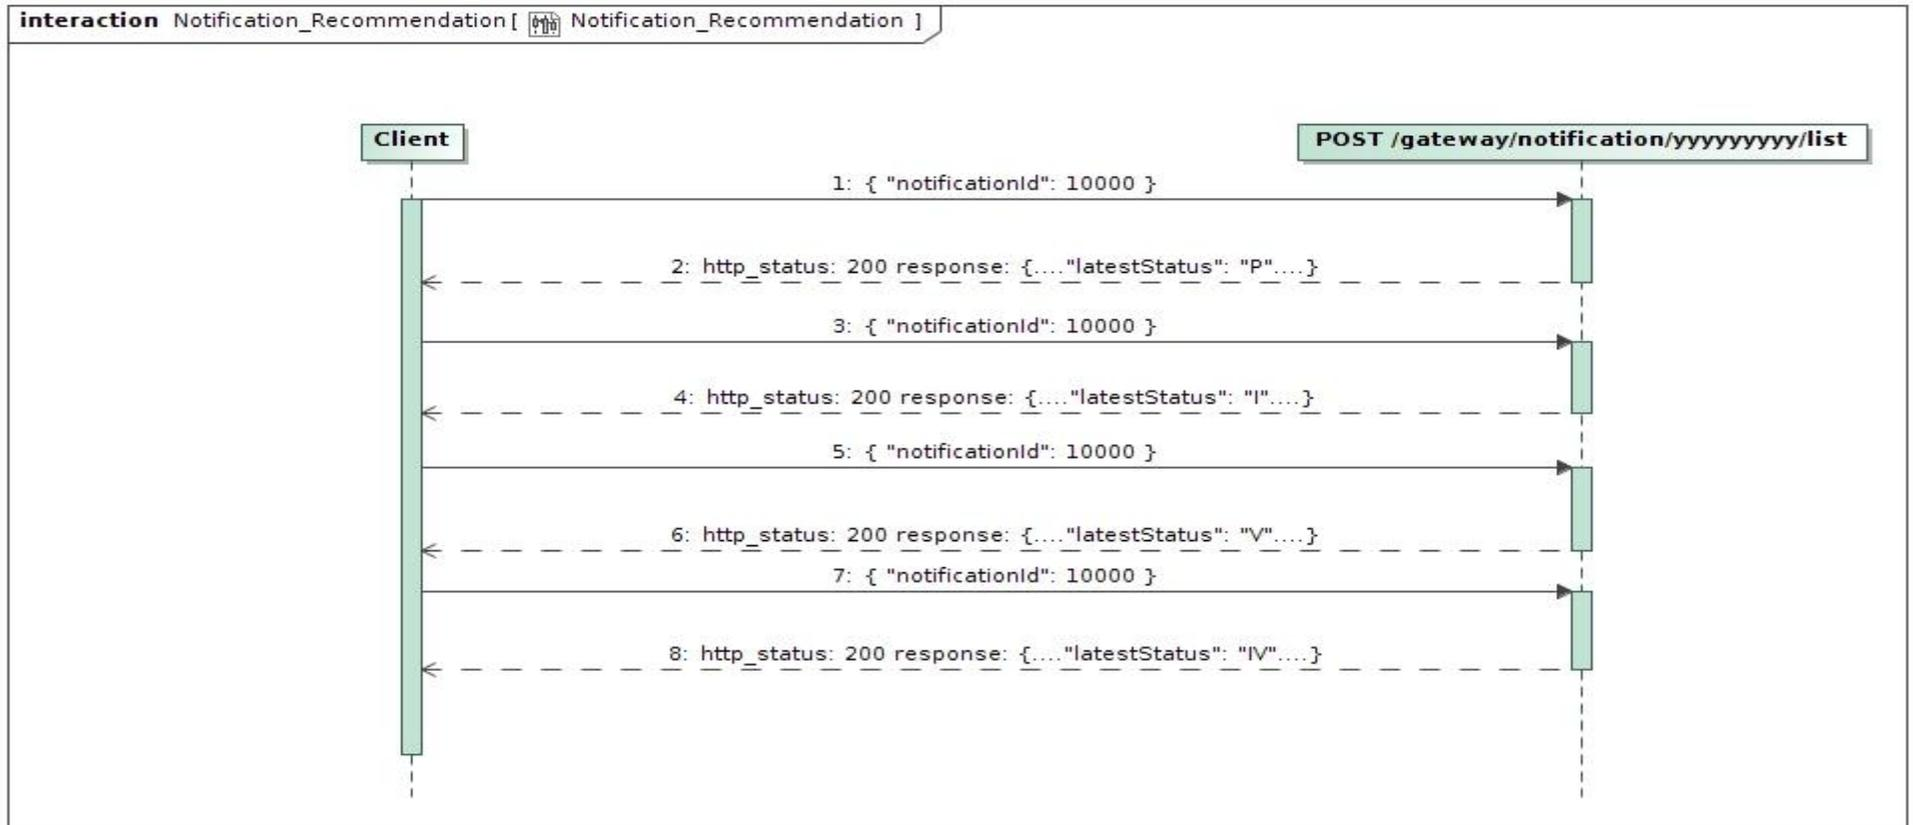 interaction Notification_Recommendation [ Notification_Recommendation ]
Client
POST /gateway/notification/yyyyyyyyy/list
1: { "notificationId": 10000 }
2: http_status: 200 response: {...."latestStatus": "P"....}
3: { "notificationId": 10000 }
4: http_status: 200 response: {...."latestStatus": "I"....}
5: { "notificationId": 10000 }
6: http_status: 200 response: {...."latestStatus": "V"....}
7: { "notificationId": 10000 }
8: http_status: 200 response: {...."latestStatus": "IV"....}